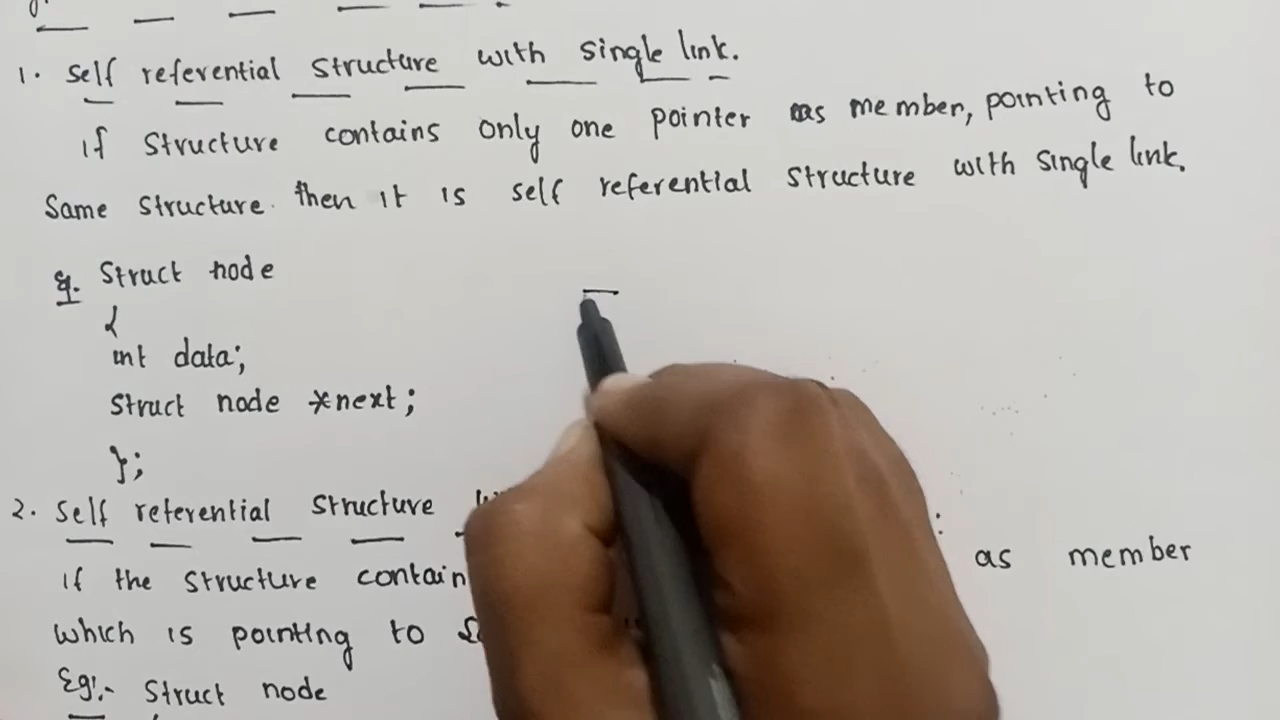 1. Self referential structure with single link.
if structure contains only one pointer as member, pointing to
Same structure. then it is self referential structure with single link.
Eg. Struct node
{
int data;
Struct node *next;
};
2. Self referential structure
if the structure contain as member
which is pointing to
Eg:- Struct node